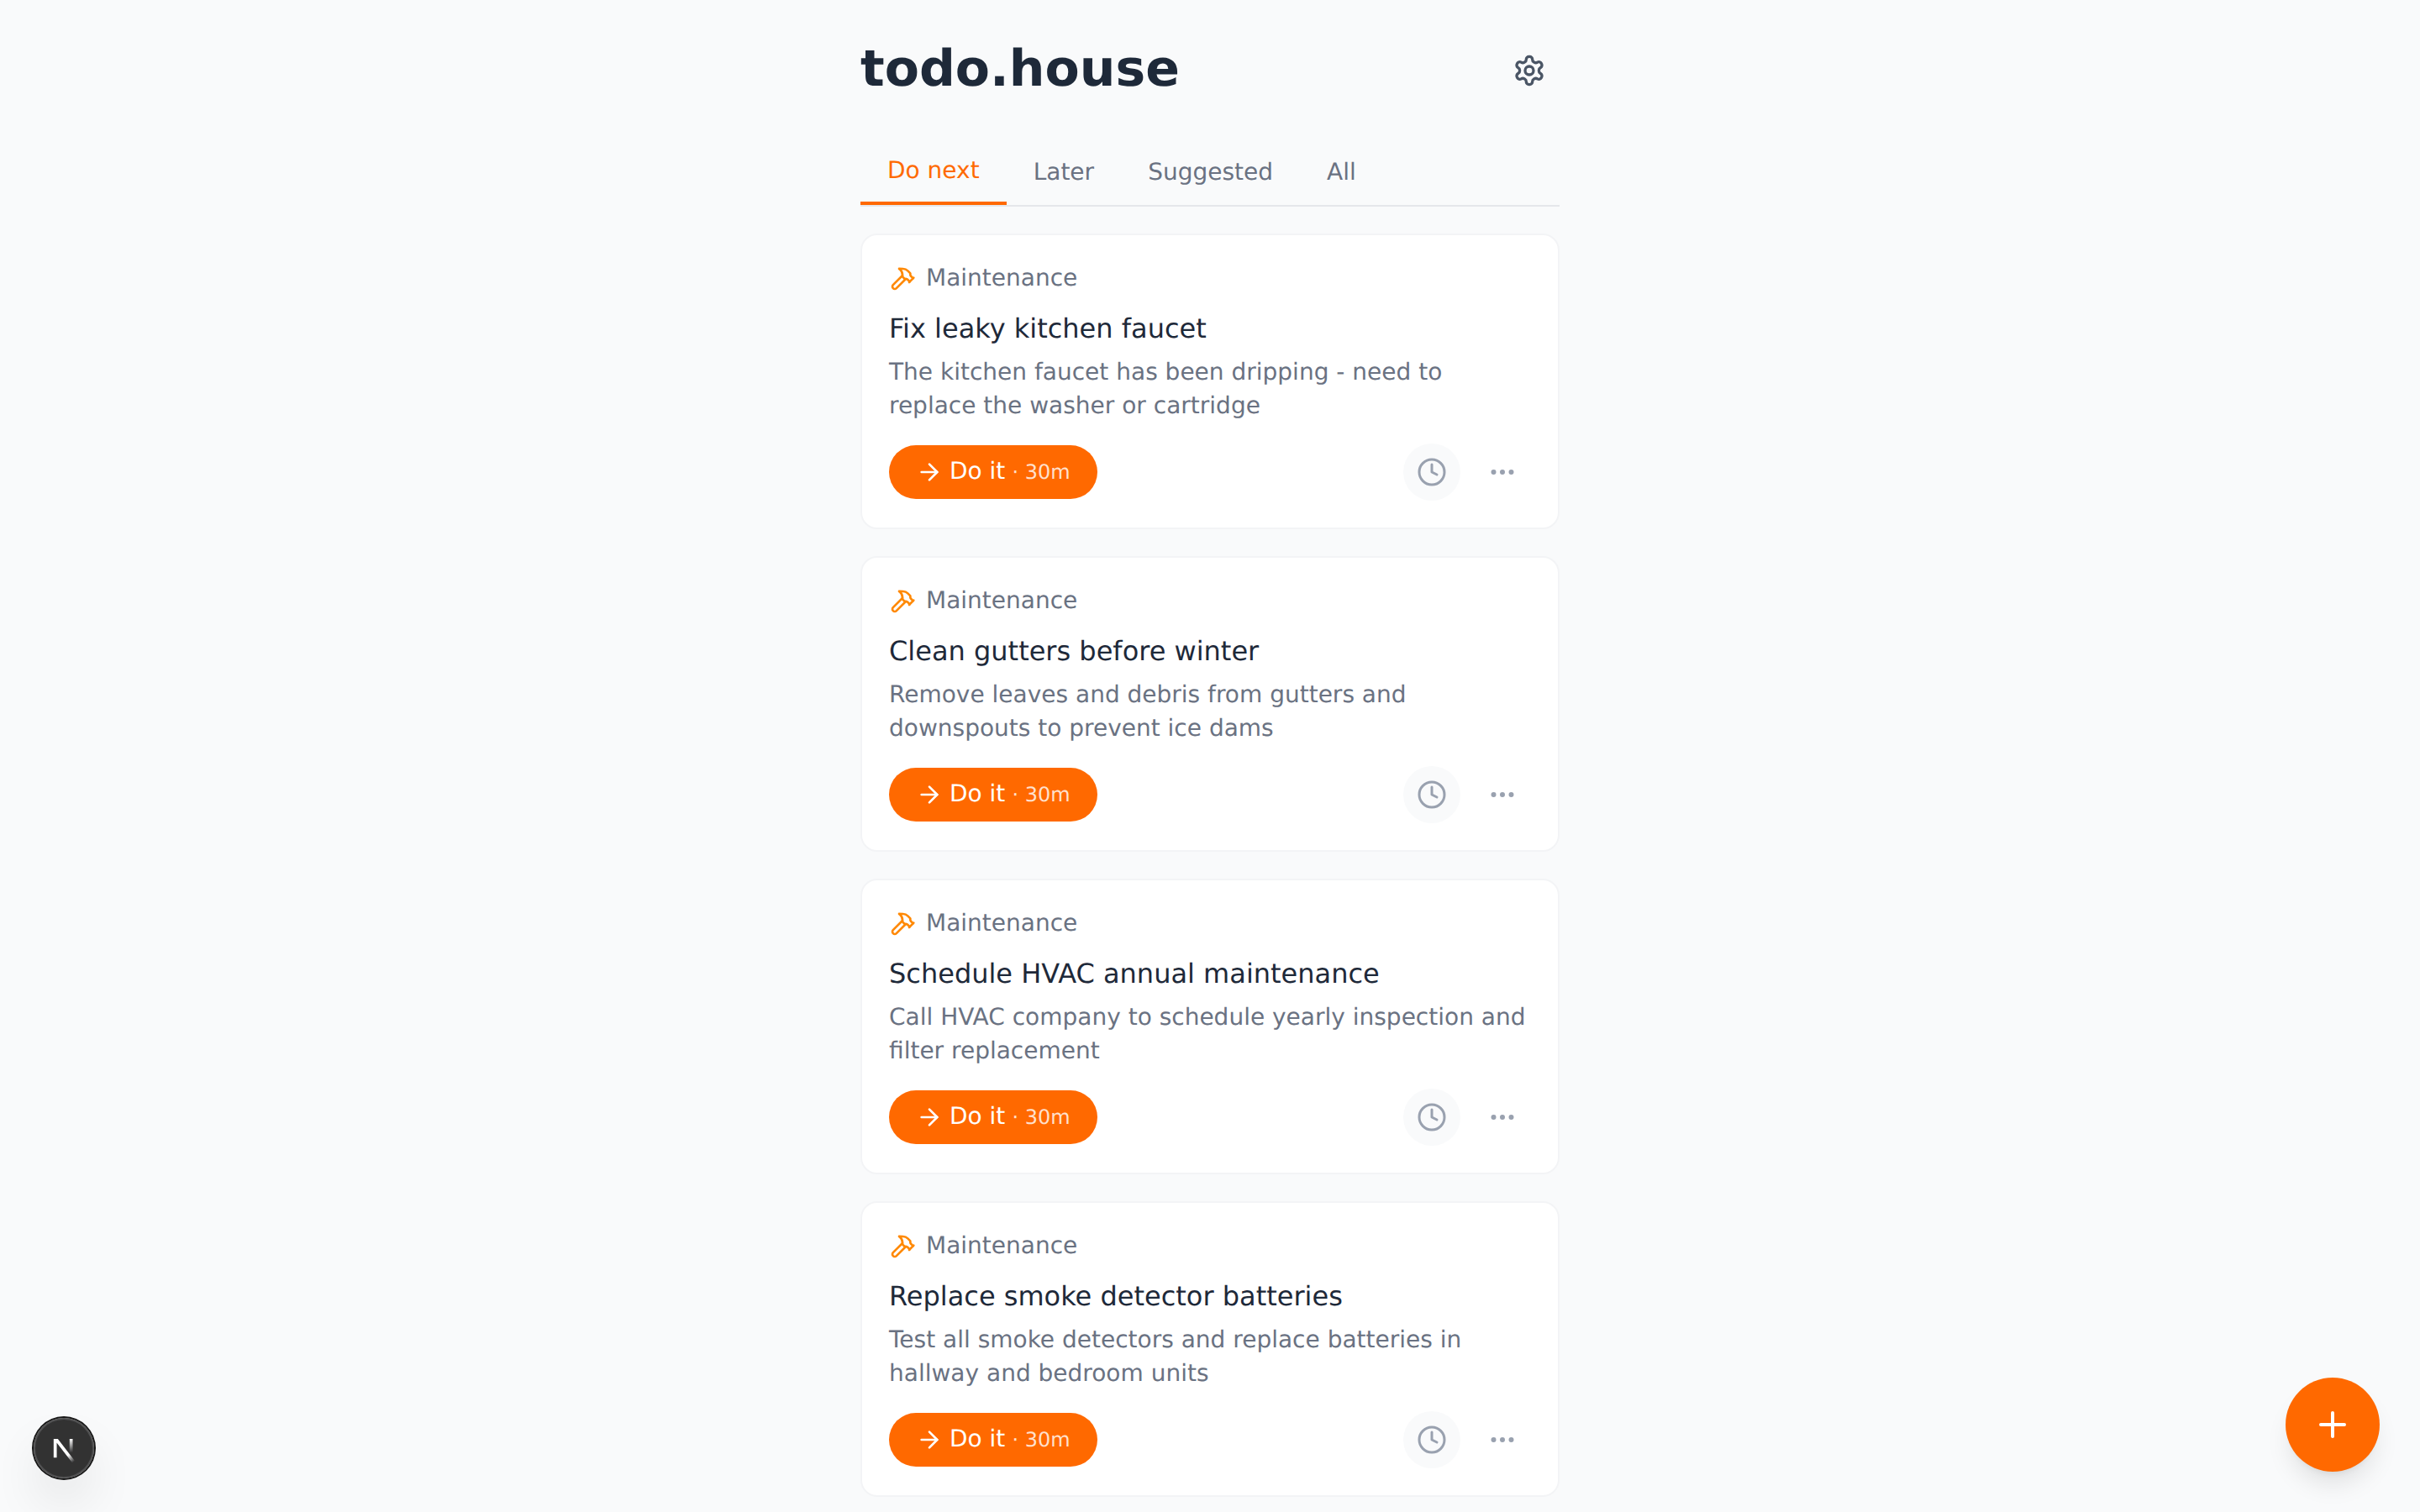 todo.house
Do next
Later
Suggested
All
Maintenance
Fix leaky kitchen faucet
The kitchen faucet has been dripping - need to
replace the washer or cartridge
Do it · 30m
Maintenance
Clean gutters before winter
Remove leaves and debris from gutters and
downspouts to prevent ice dams
Do it · 30m
Maintenance
Schedule HVAC annual maintenance
Call HVAC company to schedule yearly inspection and
filter replacement
Do it · 30m
Maintenance
Replace smoke detector batteries
Test all smoke detectors and replace batteries in
hallway and bedroom units
Do it · 30m
N